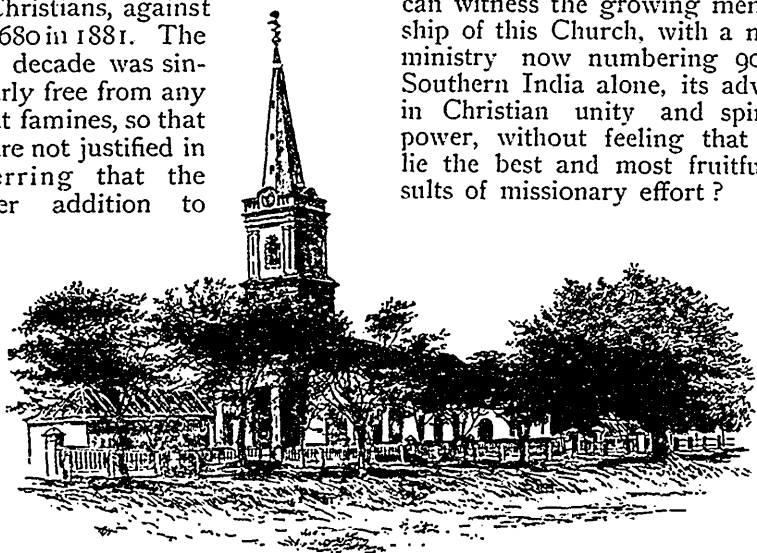 Christians, against
680 in 1881. The
decade was sin-
rly free from any
t famines, so that
re not justified in
erring that the
er addition to
can witness the growing mem
ship of this Church, with a n
ministry now numbering 90
Southern India alone, its adv
in Christian unity and spir
power, without feeling that
lie the best and most fruitfu
sults of missionary effort?